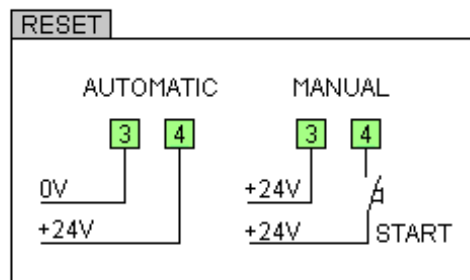 RESET
AUTOMATIC MANUAL
3 4 3 4
0V +24V
+24V +24V START